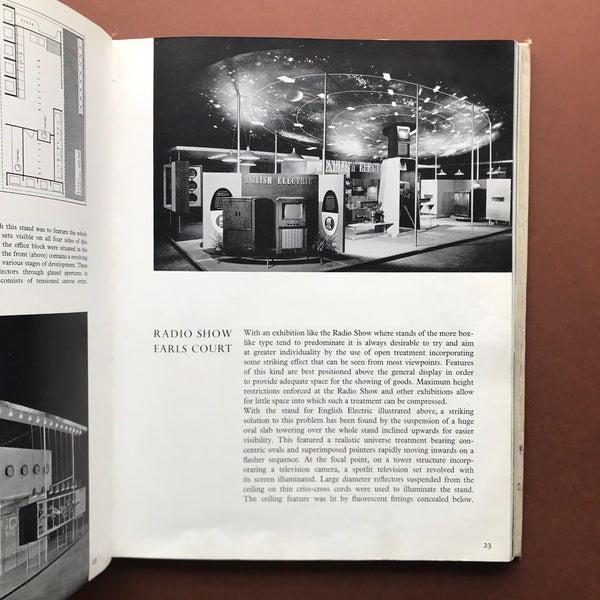 RECEPTION
h this stand was to feature the whole
sets visible on all four sides of this
the office block were situated in the
the front (above) contains a revolving
various stages of development. These
lectors through glazed apertures in
consists of tensioned canvas strips.
22
ENGLISH ELECTRIC
ENGLISH ELECTRIC
RADIO SHOW
EARLS COURT
With an exhibition like the Radio Show where stands of the more box-
like type tend to predominate it is always desirable to try and aim
at greater individuality by the use of open treatment incorporating
some striking effect that can be seen from most viewpoints. Features
of this kind are best positioned above the general display in order
to provide adequate space for the showing of goods. Maximum height
restrictions enforced at the Radio Show and other exhibitions allow
for little space into which such a treatment can be compressed.
With the stand for English Electric illustrated above, a striking
solution to this problem has been found by the suspension of a huge
oval slab towering over the whole stand inclined upwards for easier
visibility. This featured a realistic universe treatment bearing con-
centric ovals and superimposed pointers rapidly moving inwards on a
flasher sequence. At the focal point, on a tower structure incorp-
orating a television camera, a spotlit television set revolved with
its screen illuminated. Large diameter reflectors suspended from the
ceiling on thin criss-cross cords were used to illuminate the stand.
The ceiling feature was lit by fluorescent fittings concealed below.
23